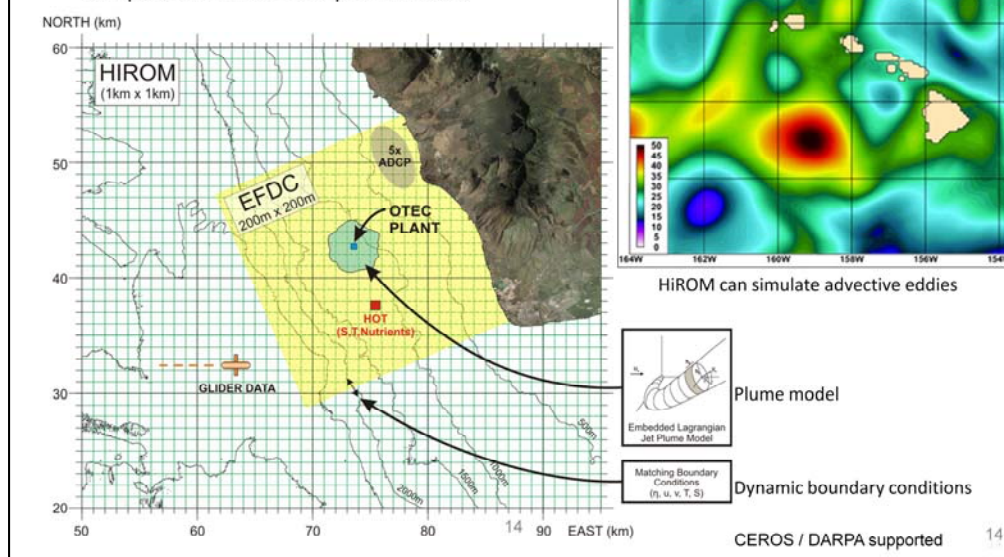 NORTH (km)
60
50
40
30
20
50
60
70
80
90
EAST (km)
HIROM
(1km x 1km)
EFDC
200m x 200m
5x
ADCP
OTEC
PLANT
HOT
(S,T,Nutrients)
GLIDER DATA
500m
1000m
1500m
2000m
14
50
45
40
35
30
25
20
15
10
5
0
164W
162W
160W
158W
156W
HiROM can simulate advective eddies
Embedded Lagrangian
Jet Plume Model
Plume model
Matching Boundary
Conditions
(η, u, v, T, S)
Dynamic boundary conditions
CEROS / DARPA supported
14